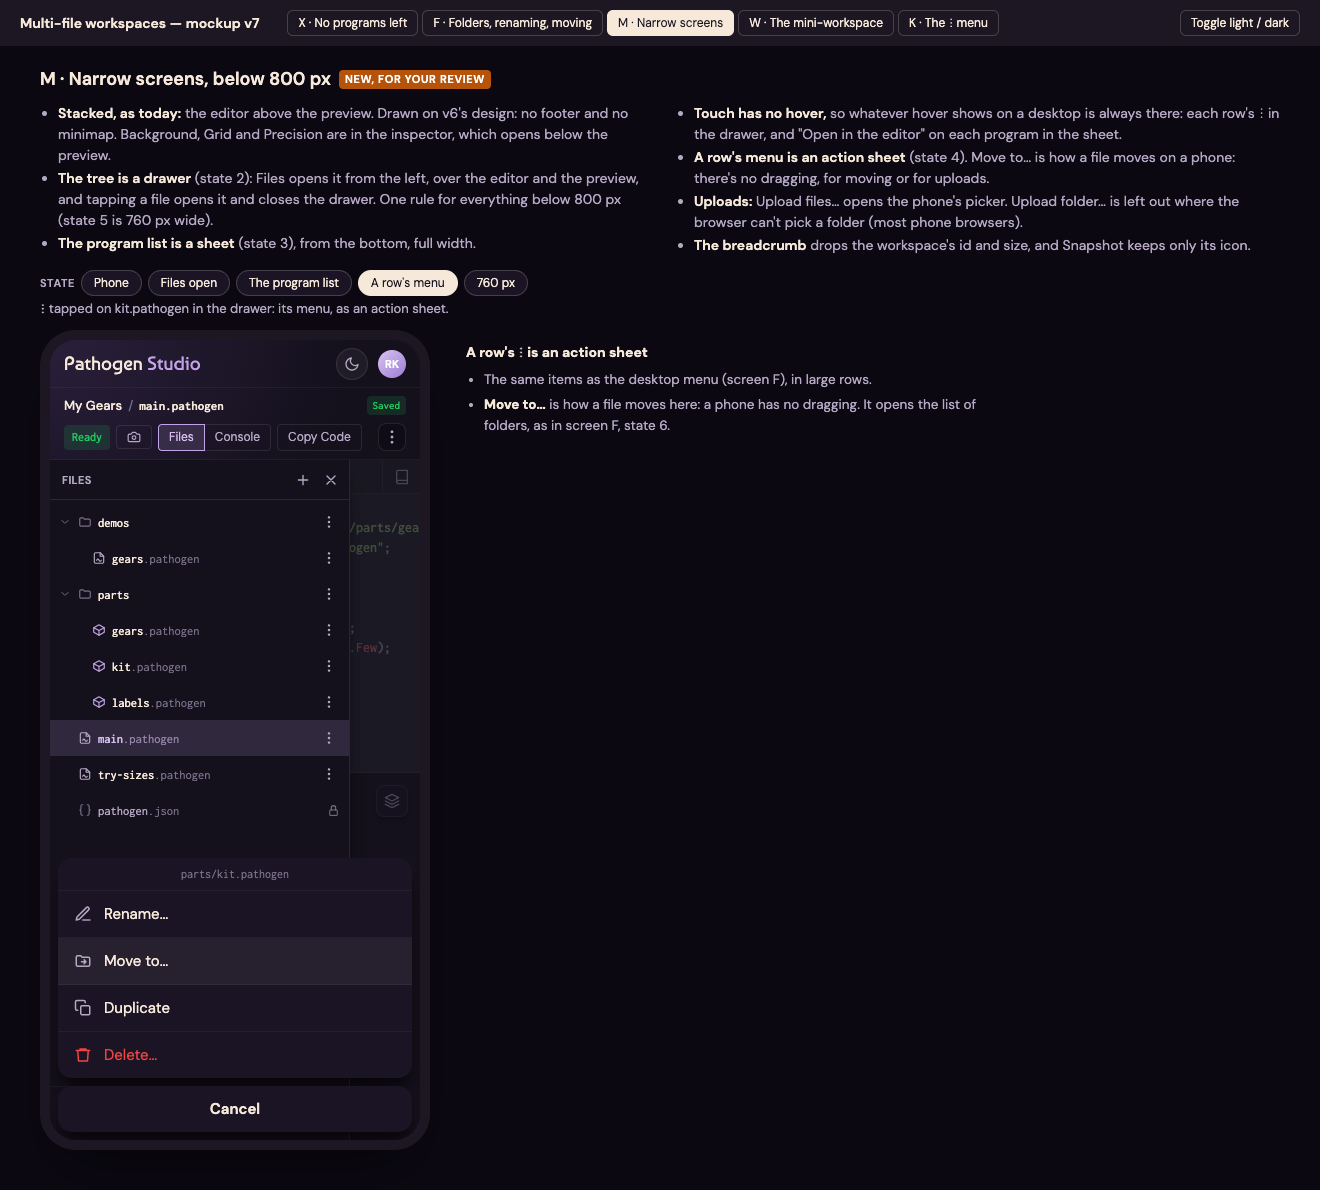 Multi-file workspaces — mockup v7
X · No programs left
F · Folders, renaming, moving
M · Narrow screens
W · The mini-workspace
K · The ⋮ menu
Toggle light / dark
M · Narrow screens, below 800 px
NEW, FOR YOUR REVIEW
• Stacked, as today: the editor above the preview. Drawn on v6's design: no footer and no
minimap. Background, Grid and Precision are in the inspector, which opens below the
preview.
• The tree is a drawer (state 2): Files opens it from the left, over the editor and the preview,
and tapping a file opens it and closes the drawer. One rule for everything below 800 px
(state 5 is 760 px wide).
• The program list is a sheet (state 3), from the bottom, full width.
• Touch has no hover, so whatever hover shows on a desktop is always there: each row's ⋮ in
the drawer, and "Open in the editor" on each program in the sheet.
• A row's menu is an action sheet (state 4). Move to… is how a file moves on a phone:
there's no dragging, for moving or for uploads.
• Uploads: Upload files… opens the phone's picker. Upload folder… is left out where the
browser can't pick a folder (most phone browsers).
• The breadcrumb drops the workspace's id and size, and Snapshot keeps only its icon.
STATE
Phone
Files open
The program list
A row's menu
760 px
⋮ tapped on kit.pathogen in the drawer: its menu, as an action sheet.
Pathogen Studio
RK
My Gears / main.pathogen
Saved
Ready
Files
Console
Copy Code
FILES
demos
gears.pathogen
parts
gears.pathogen
kit.pathogen
labels.pathogen
main.pathogen
try-sizes.pathogen
{} pathogen.json
/parts/gea
ogen";
;
.Few);
parts/kit.pathogen
Rename…
Move to…
Duplicate
Delete…
Cancel
A row's ⋮ is an action sheet
• The same items as the desktop menu (screen F), in large rows.
• Move to… is how a file moves here: a phone has no dragging. It opens the list of
folders, as in screen F, state 6.